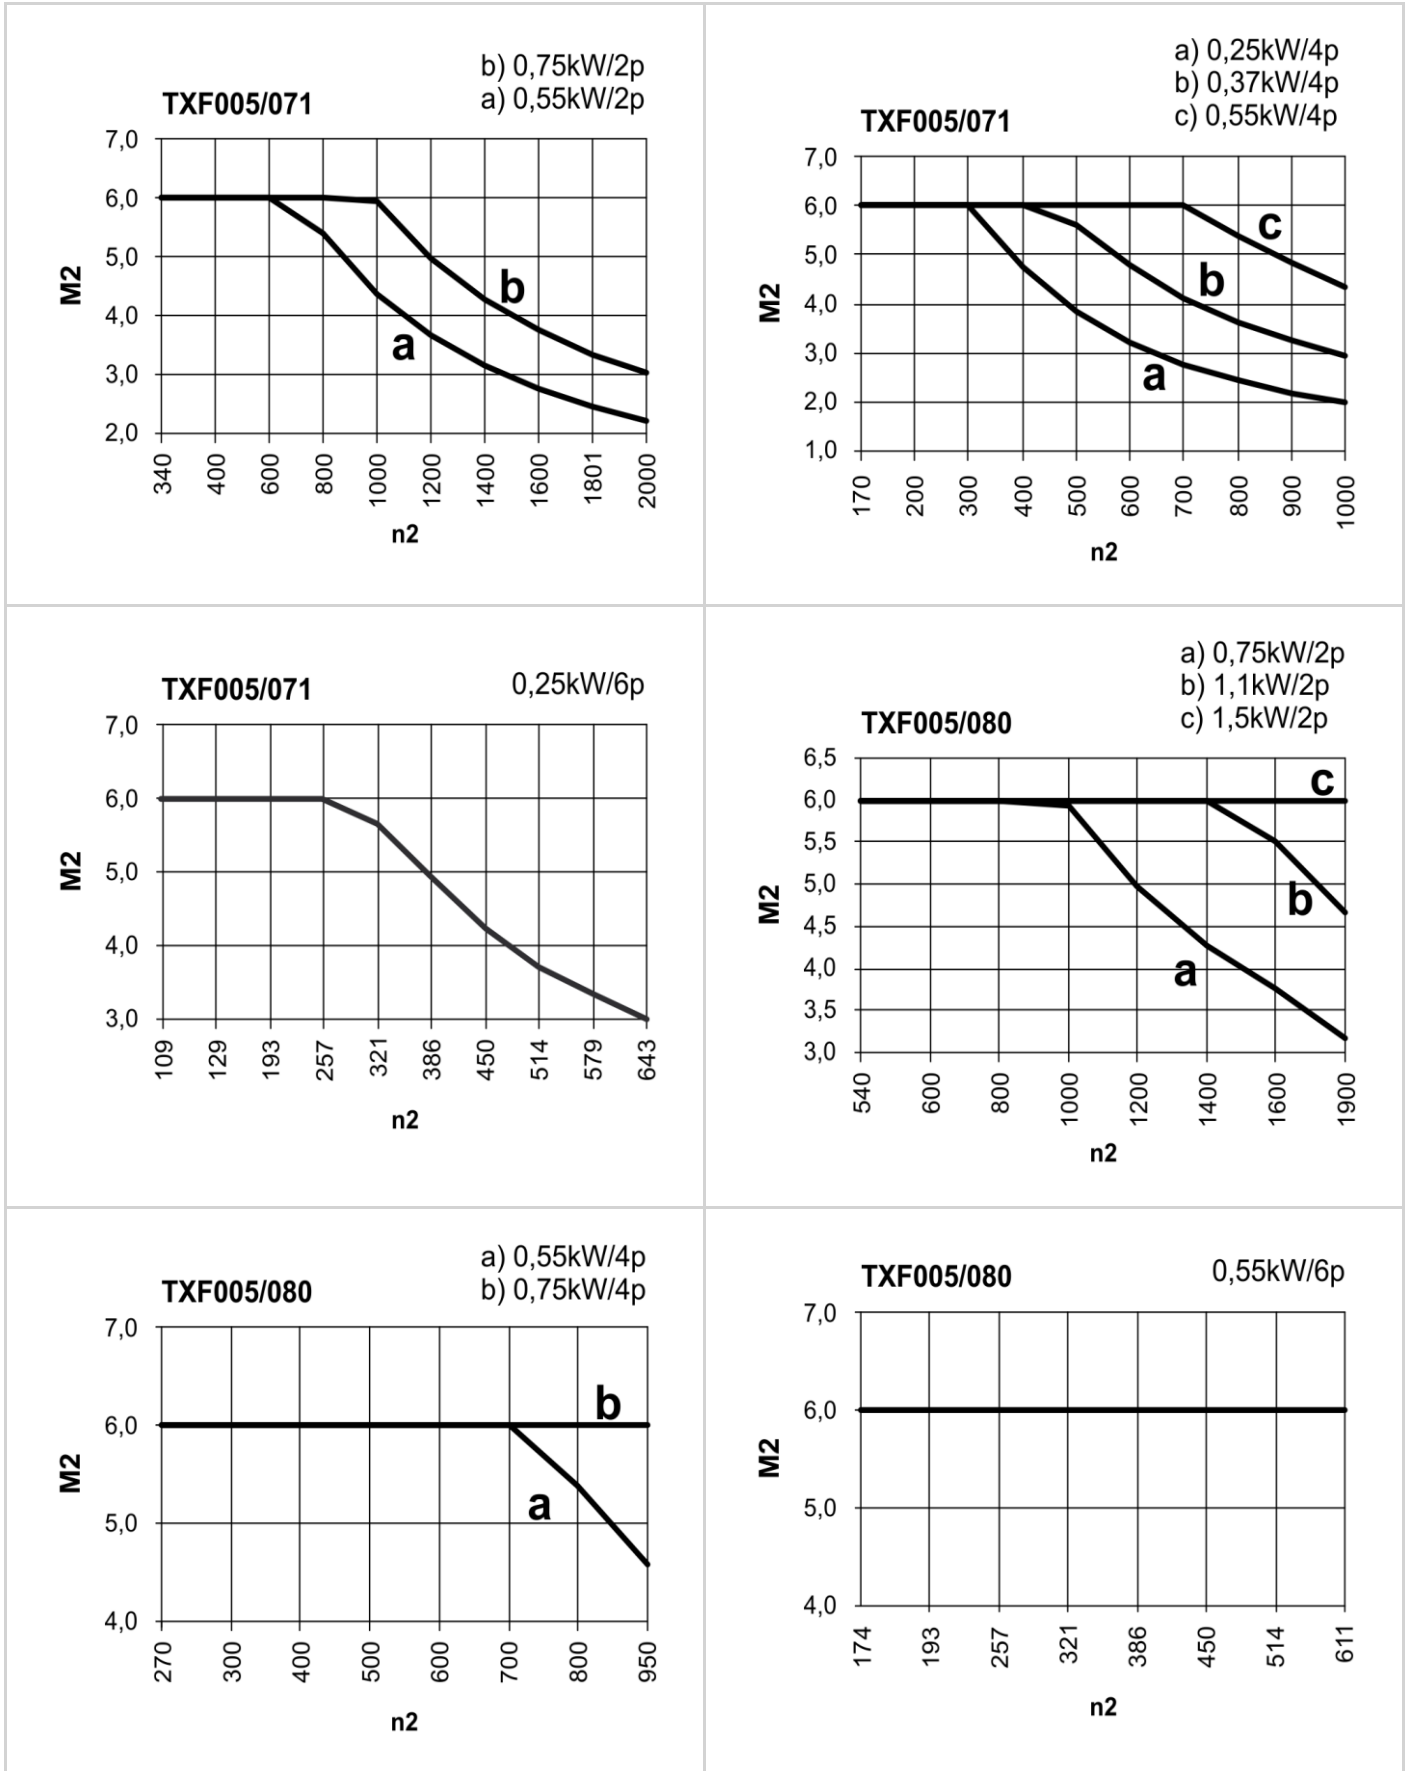 b) 0,75kW/2p
a) 0,55kW/2p
TXF005/071
7,0
6,0
5,0
4,0
3,0
2,0
M2
b
a
340 400 600 800 1000 1200 1400 1600 1801 2000
n2
a) 0,25kW/4p
b) 0,37kW/4p
c) 0,55kW/4p
TXF005/071
7,0
6,0
5,0
4,0
3,0
2,0
1,0
M2
c
b
a
170 200 300 400 500 600 700 800 900 1000
n2
TXF005/071 0,25kW/6p
7,0
6,0
5,0
4,0
3,0
M2
109 129 193 257 321 386 450 514 579 643
n2
a) 0,75kW/2p
b) 1,1kW/2p
c) 1,5kW/2p
TXF005/080
6,5
6,0
5,5
5,0
4,5
4,0
3,5
3,0
M2
c
b
a
540 600 800 1000 1200 1400 1600 1900
n2
a) 0,55kW/4p
b) 0,75kW/4p
TXF005/080
7,0
6,0
5,0
4,0
M2
b
a
270 300 400 500 600 700 800 950
n2
TXF005/080 0,55kW/6p
7,0
6,0
5,0
4,0
M2
174 193 257 321 386 450 514 611
n2